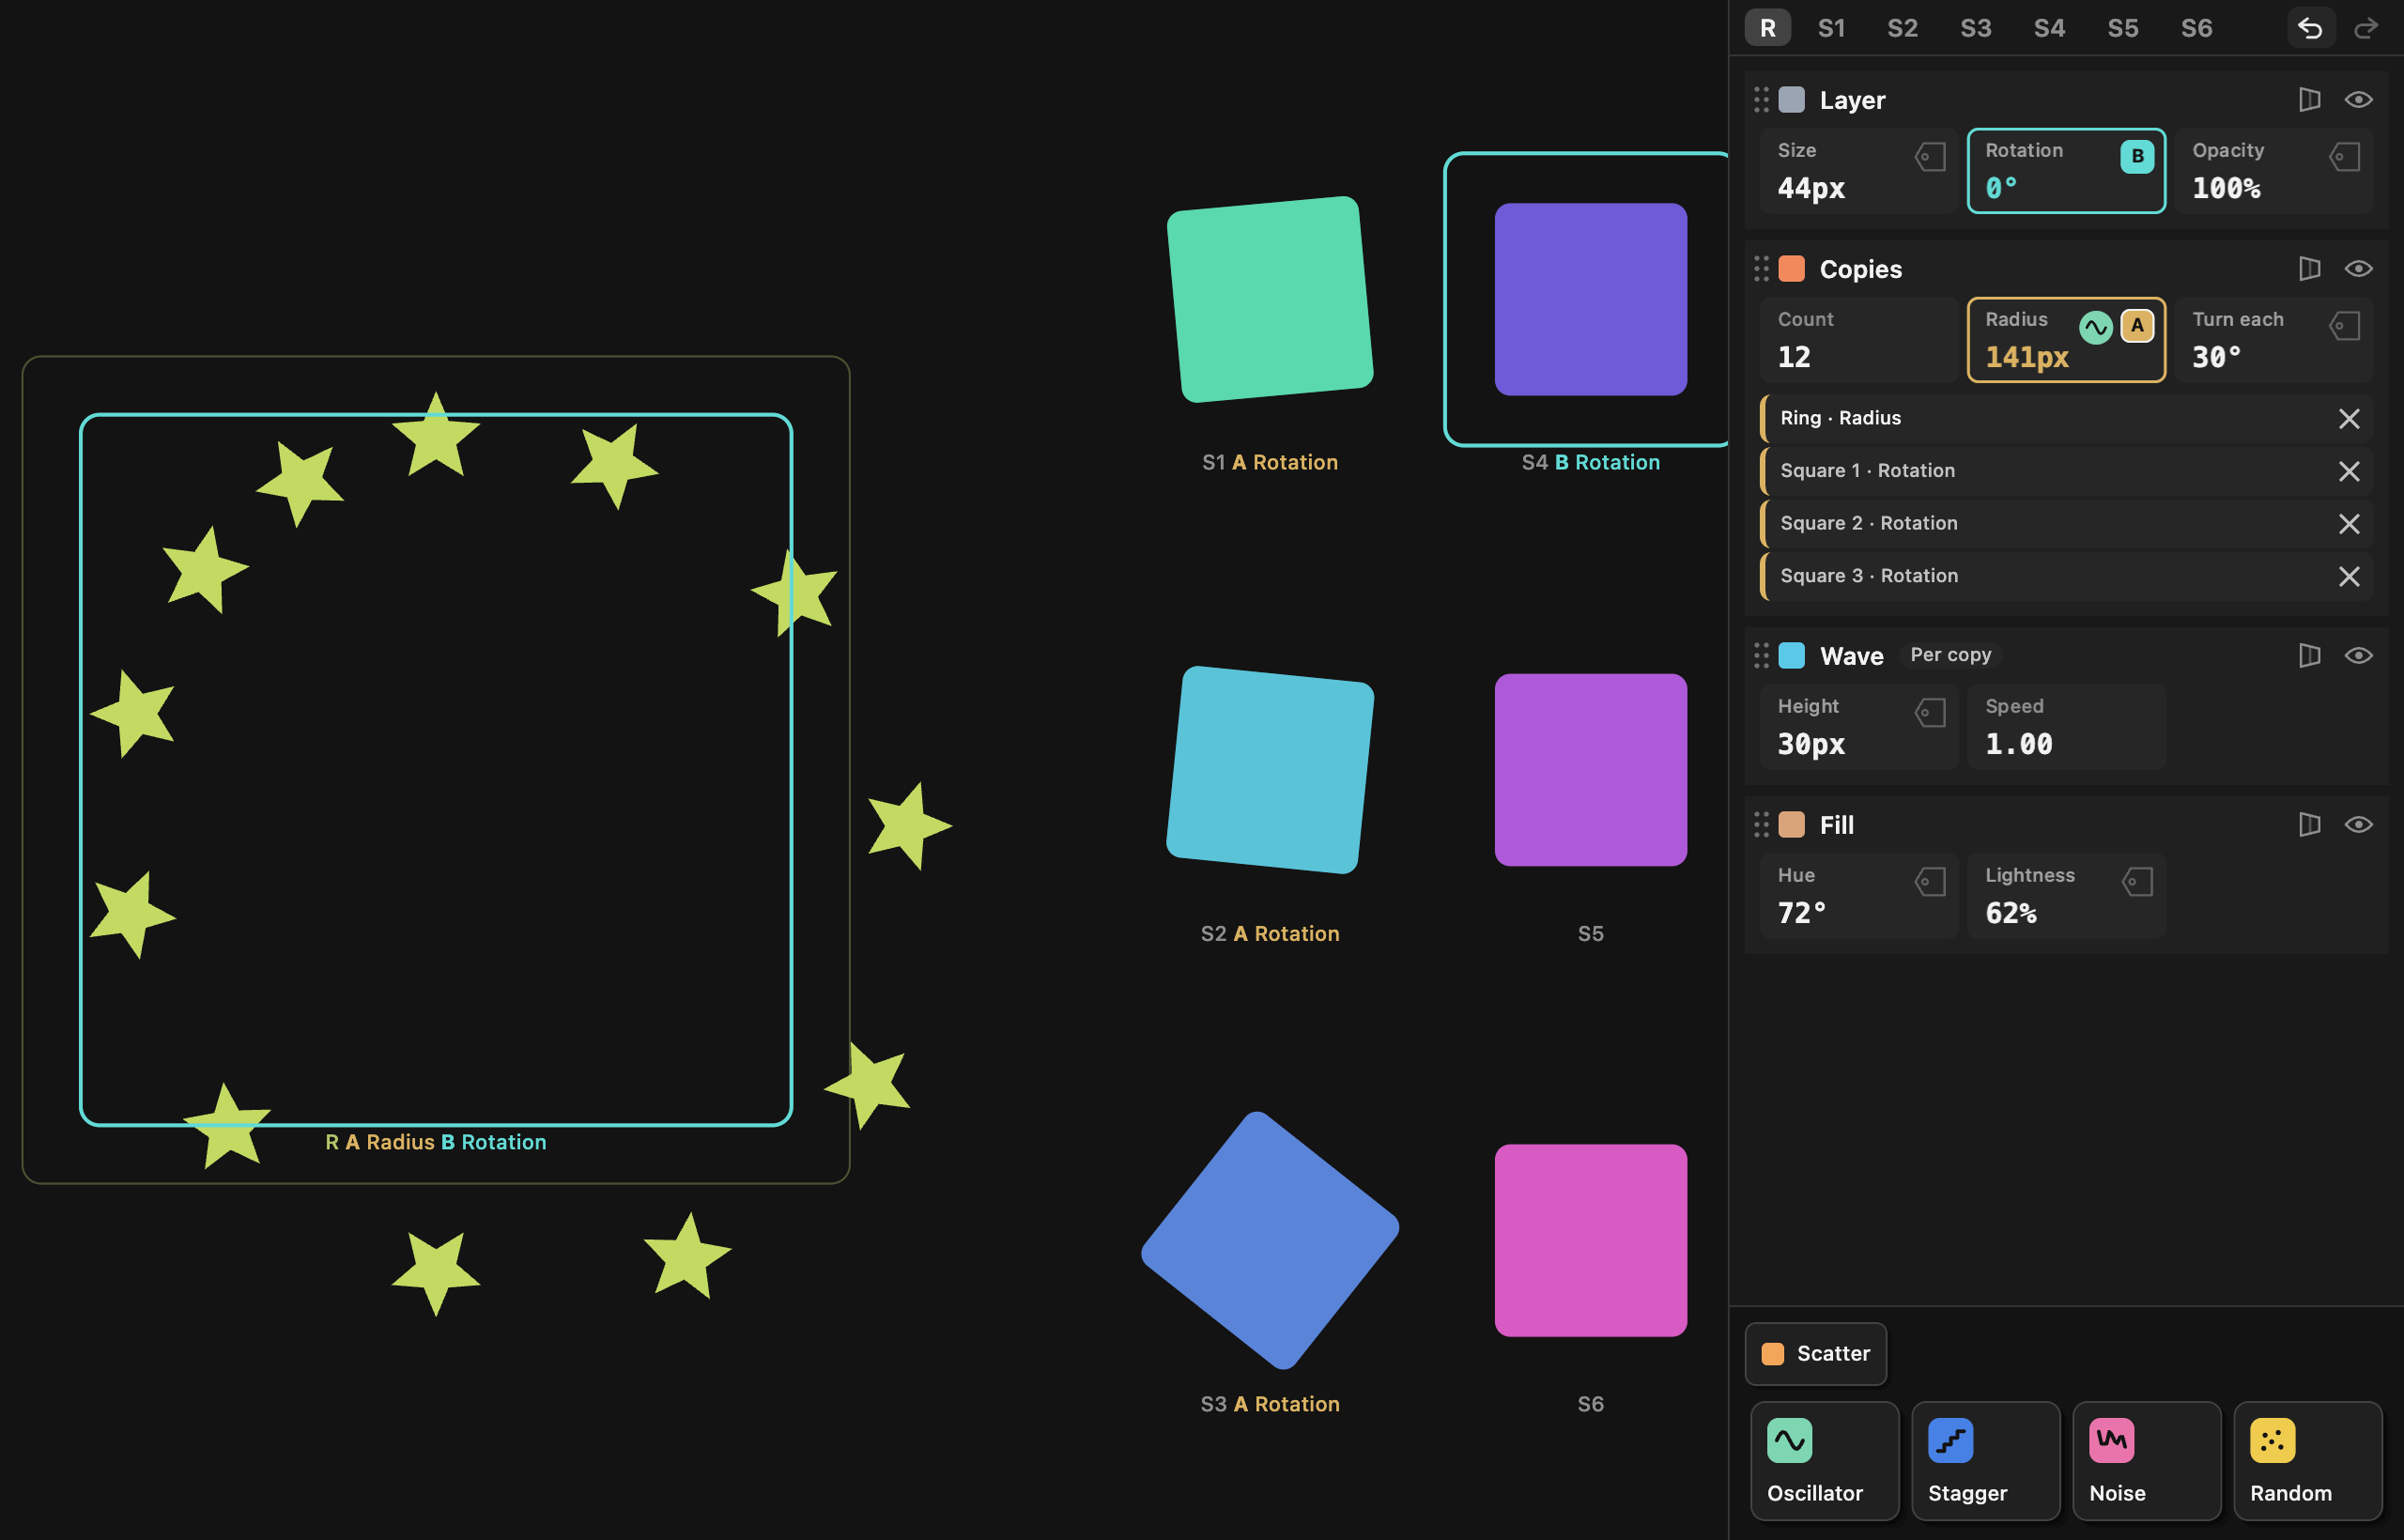 R S1 S2 S3 S4 S5 S6
Layer
Size Rotation B Opacity
44px 0° 100%
Copies
Count Radius A Turn each
12 141px 30°
Ring · Radius
Square 1 · Rotation
Square 2 · Rotation
Square 3 · Rotation
Wave Per copy
Height Speed
30px 1.00
Fill
Hue Lightness
72° 62%
Scatter
Oscillator Stagger Noise Random
S1 A Rotation
S4 B Rotation
S2 A Rotation
S5
R A Radius B Rotation
S3 A Rotation
S6